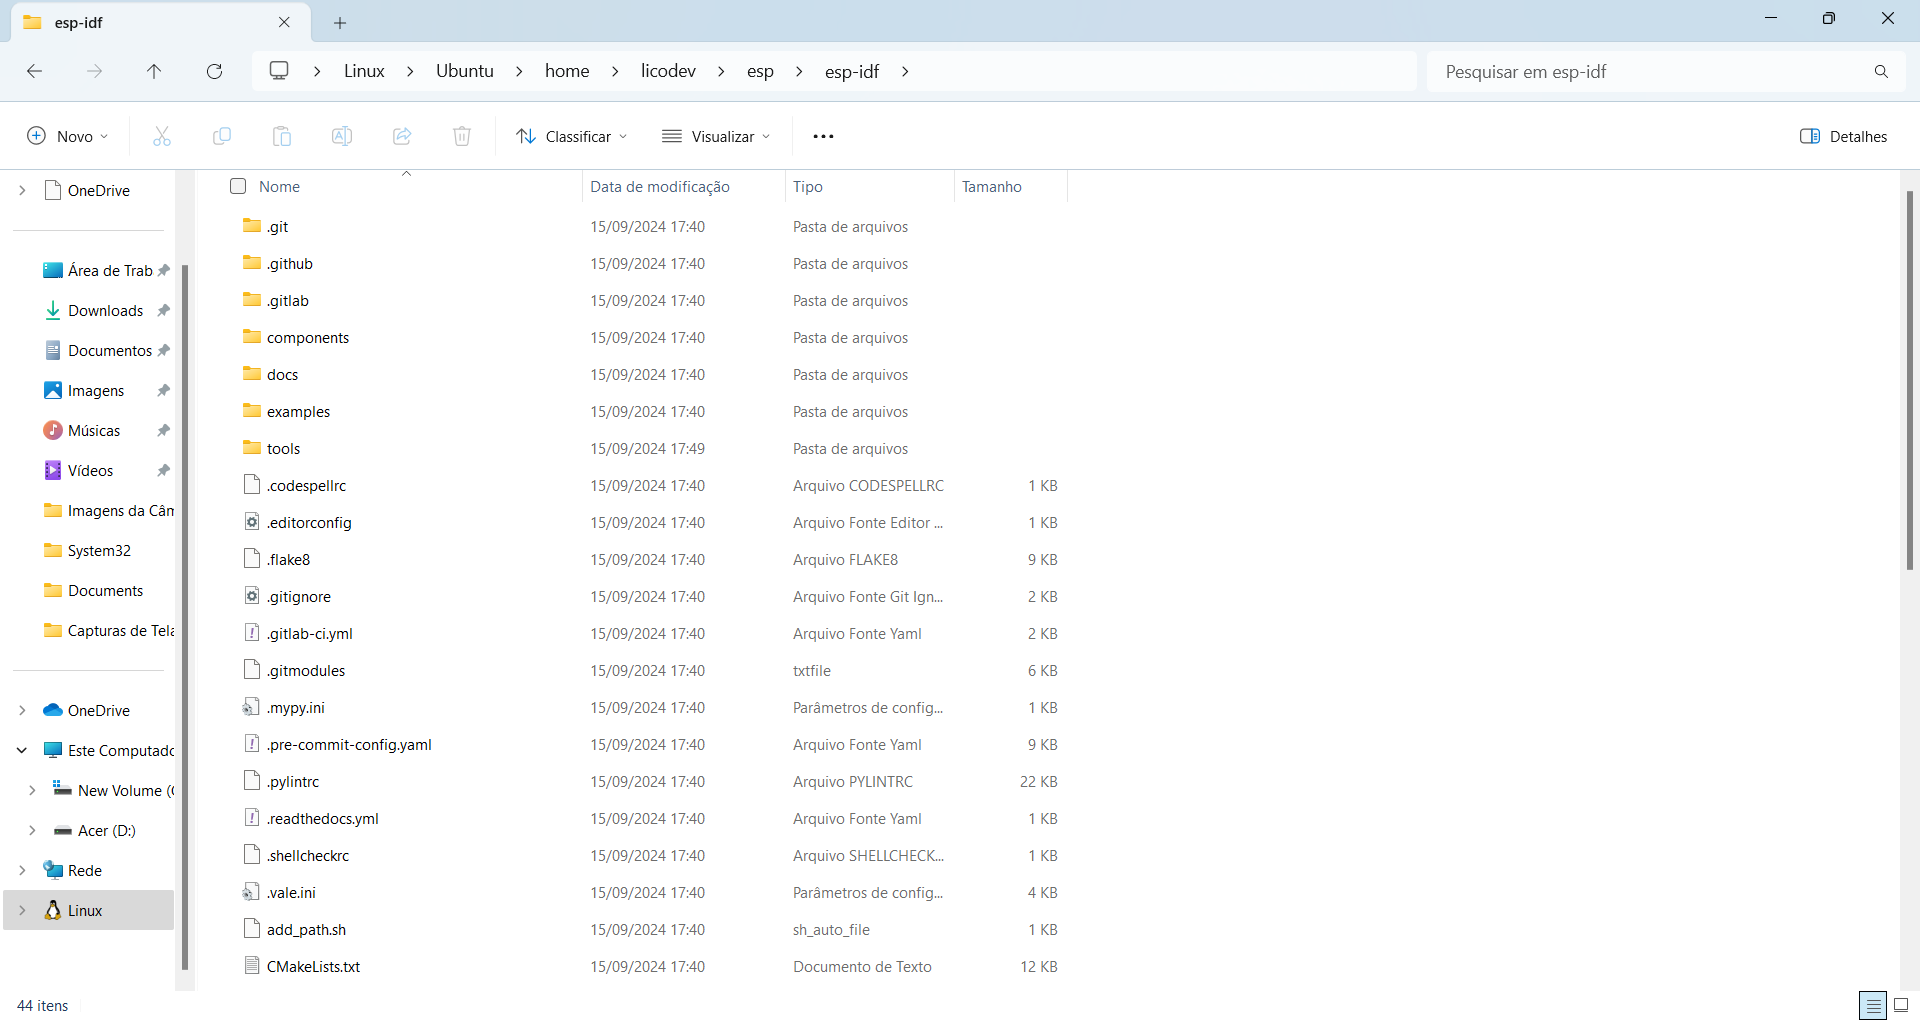 esp-idf
Linux > Ubuntu > home > licodev > esp > esp-idf >
Pesquisar em esp-idf
Novo
Classificar
Visualizar
Detalhes
OneDrive
Área de Trab
Downloads
Documentos
Imagens
Músicas
Vídeos
Imagens da Câm
System32
Documents
Capturas de Tela
OneDrive
Este Computado
New Volume (
Acer (D:)
Rede
Linux
Nome Data de modificação Tipo Tamanho
.git 15/09/2024 17:40 Pasta de arquivos
.github 15/09/2024 17:40 Pasta de arquivos
.gitlab 15/09/2024 17:40 Pasta de arquivos
components 15/09/2024 17:40 Pasta de arquivos
docs 15/09/2024 17:40 Pasta de arquivos
examples 15/09/2024 17:40 Pasta de arquivos
tools 15/09/2024 17:49 Pasta de arquivos
.codespellrc 15/09/2024 17:40 Arquivo CODESPELLRC 1 KB
.editorconfig 15/09/2024 17:40 Arquivo Fonte Editor ... 1 KB
.flake8 15/09/2024 17:40 Arquivo FLAKE8 9 KB
.gitignore 15/09/2024 17:40 Arquivo Fonte Git Ign... 2 KB
.gitlab-ci.yml 15/09/2024 17:40 Arquivo Fonte Yaml 2 KB
.gitmodules 15/09/2024 17:40 txtfile 6 KB
.mypy.ini 15/09/2024 17:40 Parâmetros de config... 1 KB
.pre-commit-config.yaml 15/09/2024 17:40 Arquivo Fonte Yaml 9 KB
.pylintrc 15/09/2024 17:40 Arquivo PYLINTRC 22 KB
.readthedocs.yml 15/09/2024 17:40 Arquivo Fonte Yaml 1 KB
.shellcheckrc 15/09/2024 17:40 Arquivo SHELLCHECK... 1 KB
.vale.ini 15/09/2024 17:40 Parâmetros de config... 4 KB
add_path.sh 15/09/2024 17:40 sh_auto_file 1 KB
CMakeLists.txt 15/09/2024 17:40 Documento de Texto 12 KB
44 itens